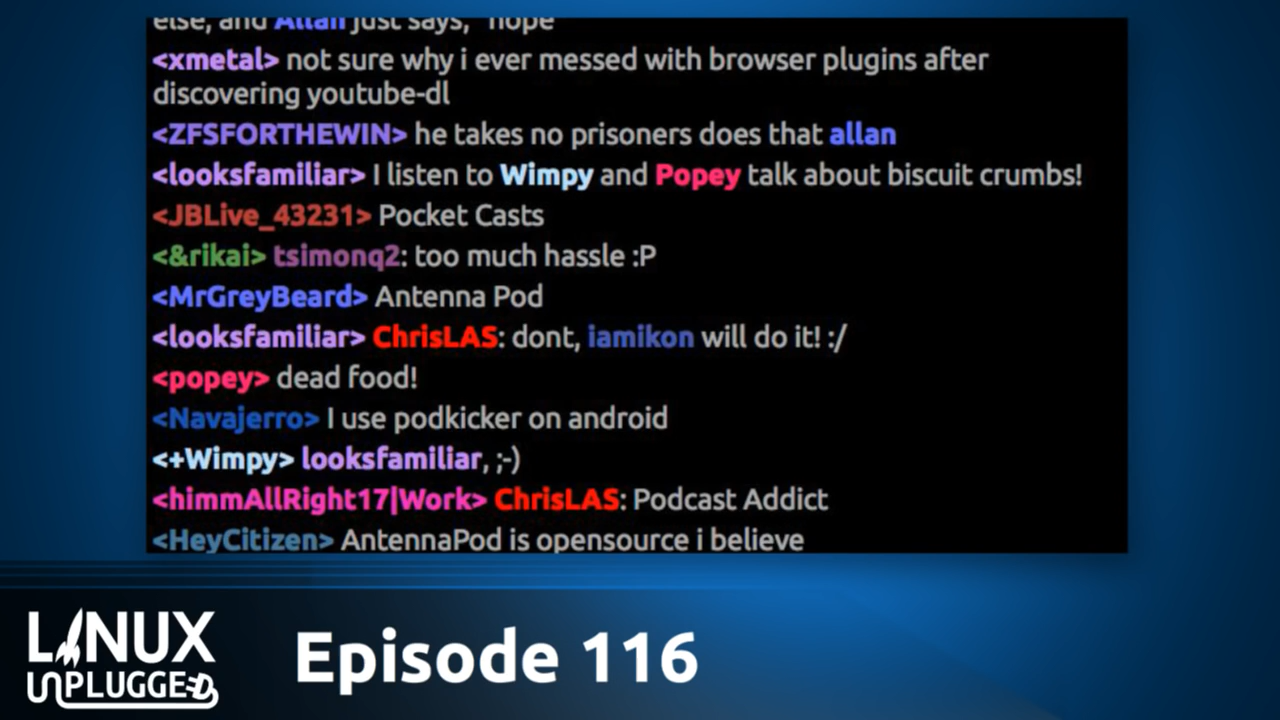 else, and Allan just says, "nope
<xmetal> not sure why i ever messed with browser plugins after
discovering youtube-dl
<ZFSFORTHEWIN> he takes no prisoners does that allan
<looksfamiliar> I listen to Wimpy and Popey talk about biscuit crumbs!
<JBLive_43231> Pocket Casts
<&rikai> tsimonq2: too much hassle :P
<MrGreyBeard> Antenna Pod
<looksfamiliar> ChrisLAS: dont, iamikon will do it! :/
<popey> dead food!
<Navajerro> I use podkicker on android
<+Wimpy> looksfamiliar, ;-)
<himmAllRight17|Work> ChrisLAS: Podcast Addict
<HeyCitizen> AntennaPod is opensource i believe
LINUX
UNPLUGGED
Episode 116